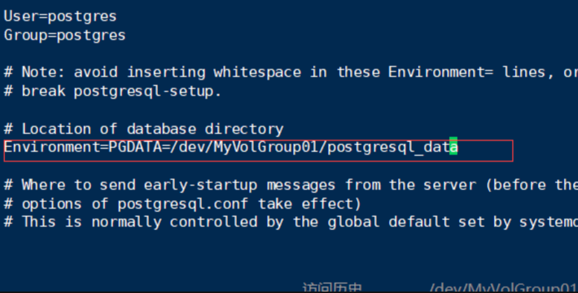 User=postgres
Group=postgres
# Note: avoid inserting whitespace in these Environment= lines, or
# break postgresql-setup.
# Location of database directory
Environment=PGDATA=/dev/MyVolGroup01/postgresql_data
# Where to send early-startup messages from the server (before the
# options of postgresql.conf take effect)
# This is normally controlled by the global default set by systemd
访问历史 /dev/MyVolGroup01